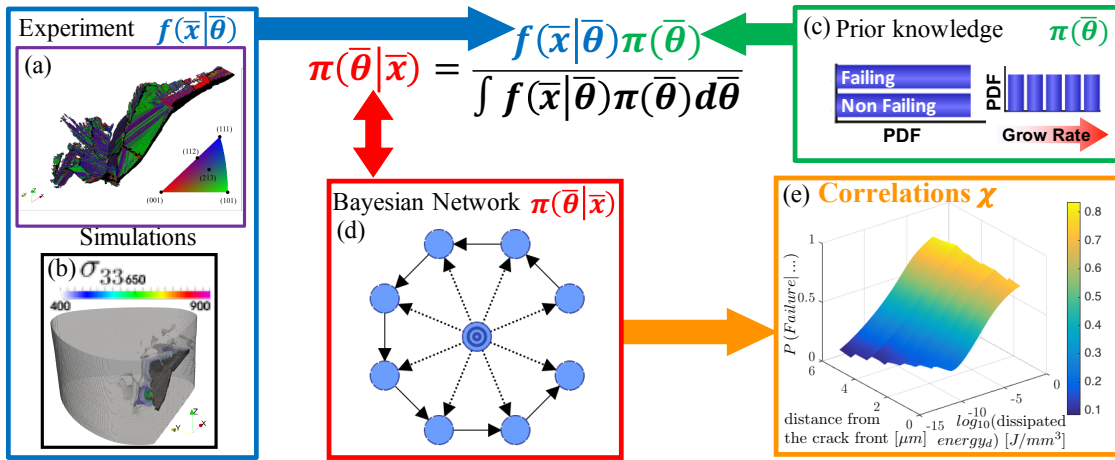 Experiment f(x̅|θ̅)
(a)
(111)
(112)
(213)
(001)
(101)
Simulations
(b) σ33 650
400 900
Z
Y X
π(θ̅|x̅) = f(x̅|θ̅)π(θ̅)
∫ f(x̅|θ̅)π(θ̅)dθ̅
(c) Prior knowledge π(θ̅)
Failing
Non Failing
PDF
PDF
Grow Rate
Bayesian Network π(θ̅|x̅)
(d)
(e) Correlations χ
P (Failure| ...)
1
0.5
0
6
4
2
0
-15
-10
-5
0
distance from
the crack front [μm]
log10(dissipated
energyd) [J/mm³]
0.8
0.7
0.6
0.5
0.4
0.3
0.2
0.1